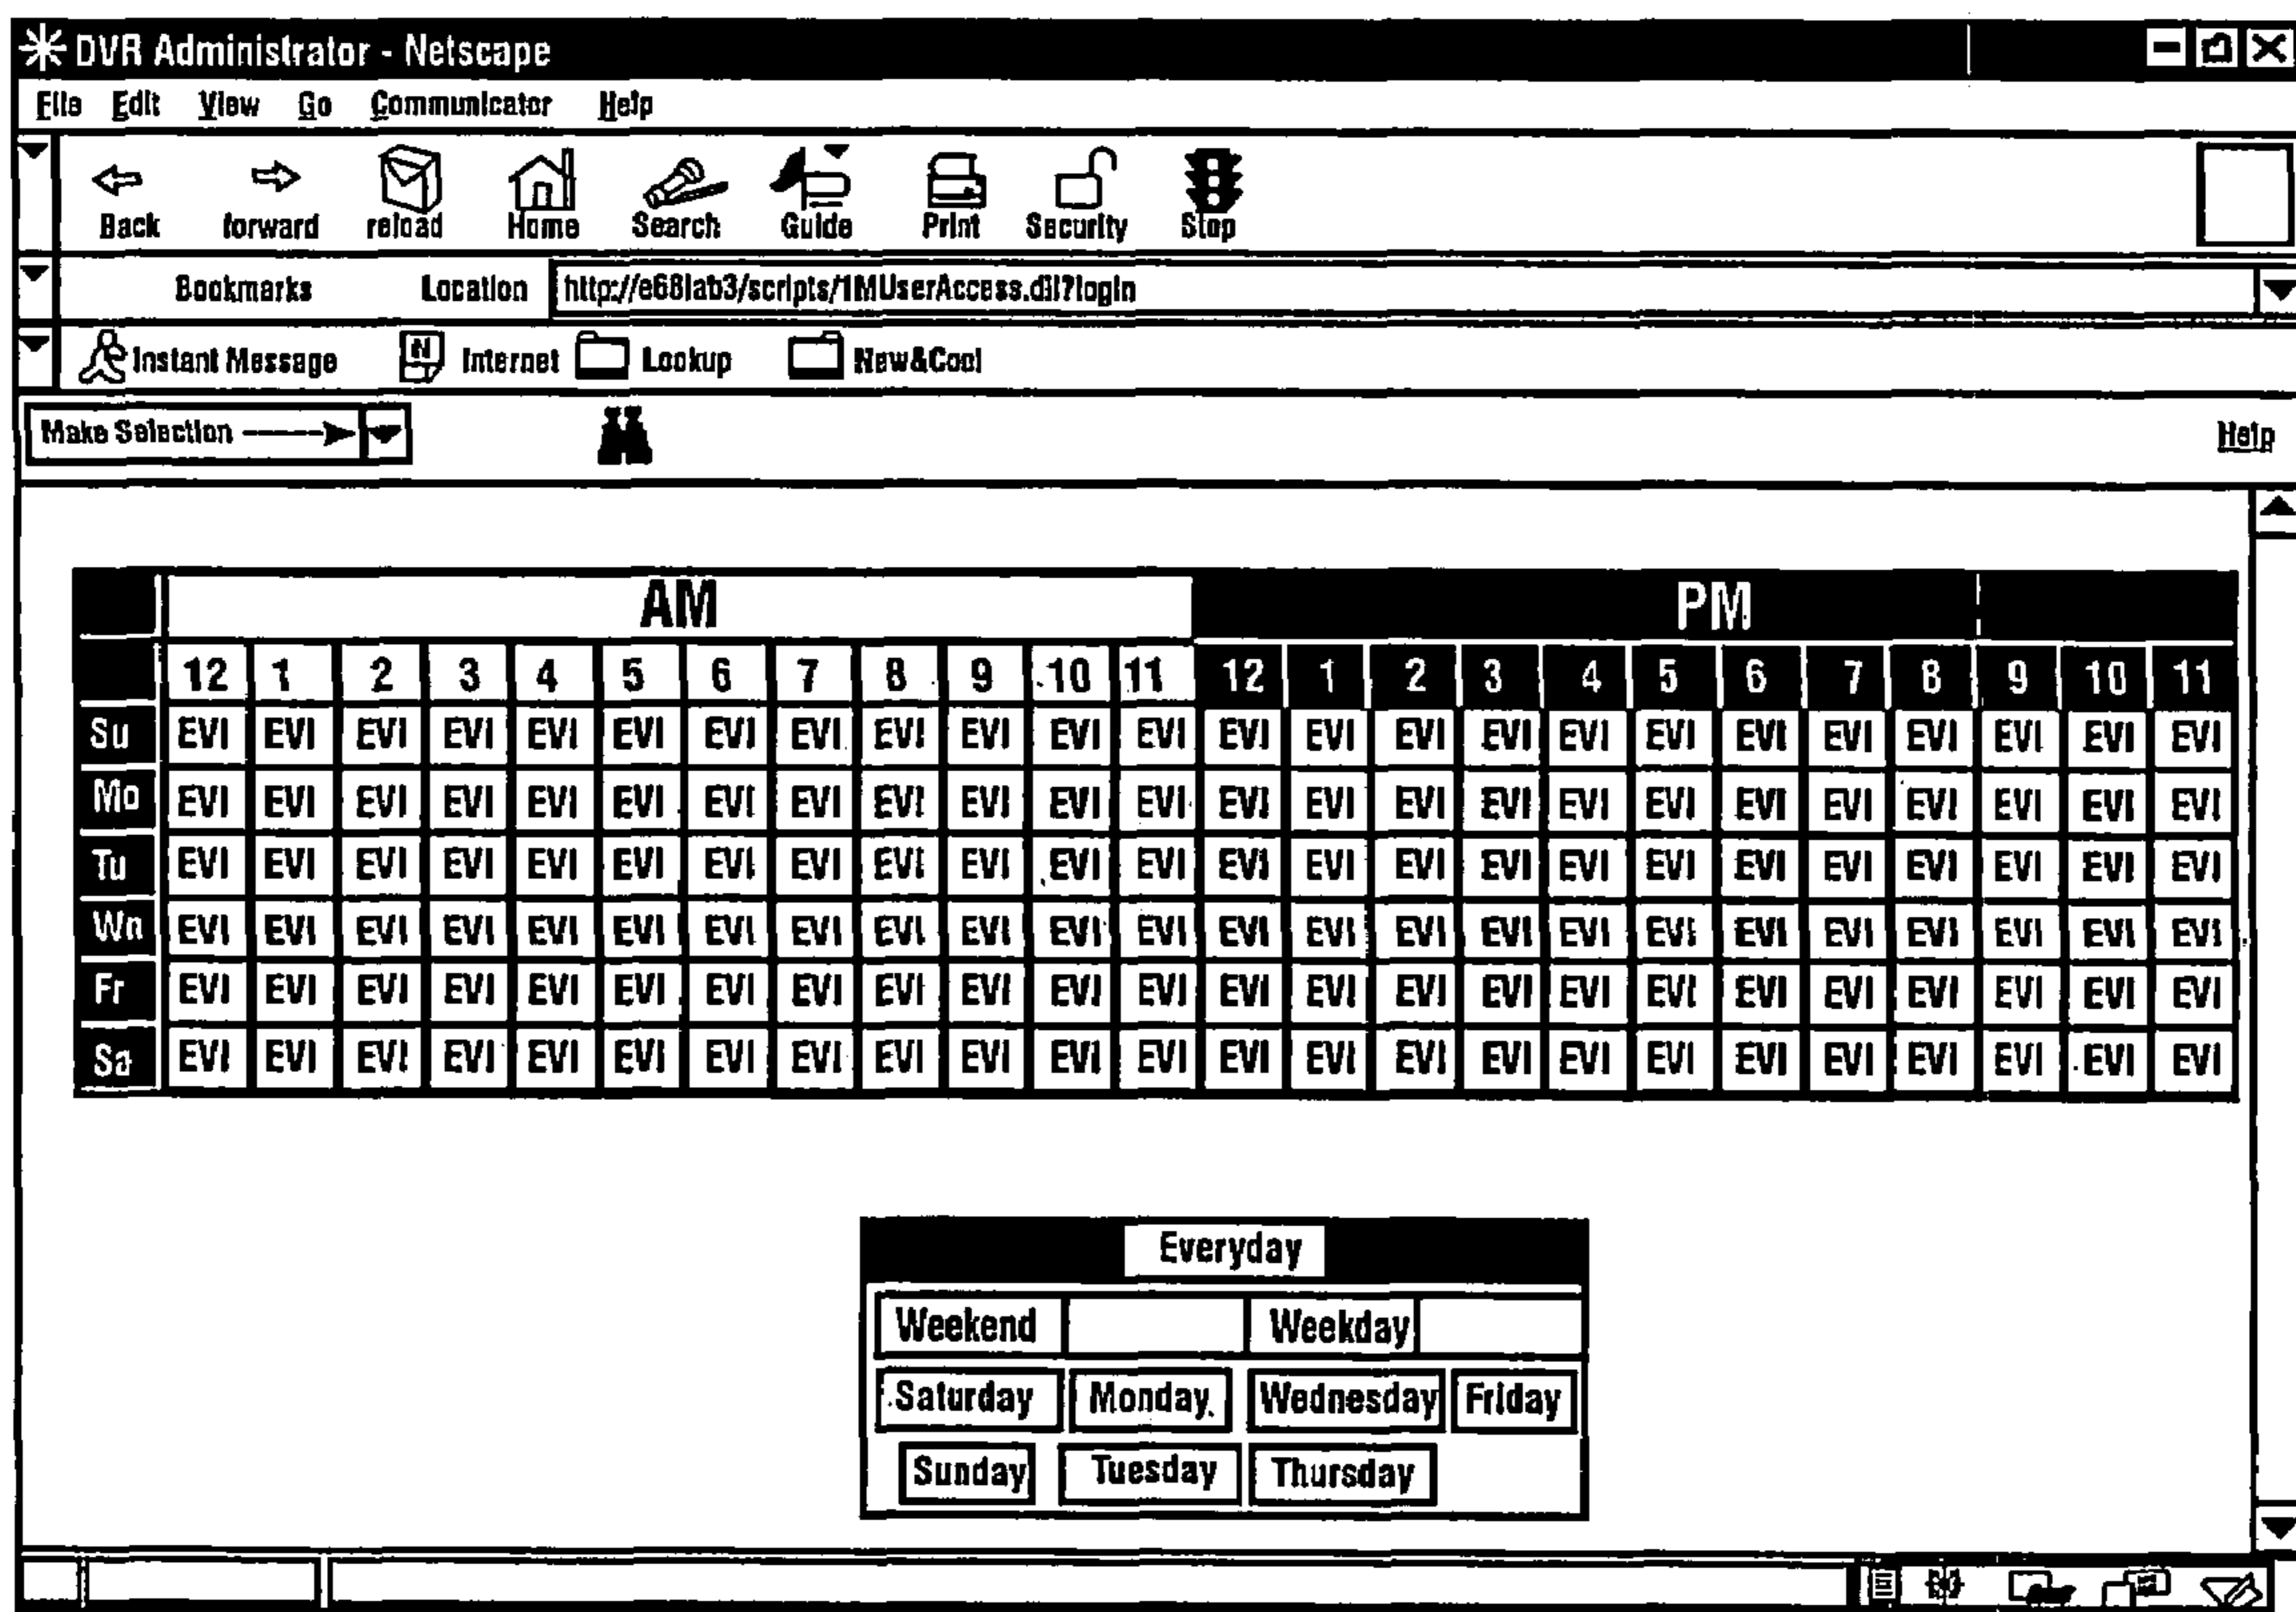 DVR Administrator - Netscape
File Edit View Go Communicator Help
Back forward reload Home Search Guide Print Security Stop
Bookmarks Location http://e68lab3/scripts/1MUserAccess.dll?login
Instant Message N Internet Lookup New&Cool
Make Selection Help
AM PM
12 1 2 3 4 5 6 7 8 9 10 11 12 1 2 3 4 5 6 7 8 9 10 11
Su EVI EVI EVI EVI EVI EVI EVI EVI EVI EVI EVI EVI EVI EVI EVI EVI EVI EVI EVI EVI EVI EVI EVI EVI
Mo EVI EVI EVI EVI EVI EVI EVI EVI EVI EVI EVI EVI EVI EVI EVI EVI EVI EVI EVI EVI EVI EVI EVI EVI
Tu EVI EVI EVI EVI EVI EVI EVI EVI EVI EVI EVI EVI EVI EVI EVI EVI EVI EVI EVI EVI EVI EVI EVI EVI
Wn EVI EVI EVI EVI EVI EVI EVI EVI EVI EVI EVI EVI EVI EVI EVI EVI EVI EVI EVI EVI EVI EVI EVI EVI
Fr EVI EVI EVI EVI EVI EVI EVI EVI EVI EVI EVI EVI EVI EVI EVI EVI EVI EVI EVI EVI EVI EVI EVI EVI
Sa EVI EVI EVI EVI EVI EVI EVI EVI EVI EVI EVI EVI EVI EVI EVI EVI EVI EVI EVI EVI EVI EVI EVI EVI
Everyday
Weekend Weekday
Saturday Monday Wednesday Friday
Sunday Tuesday Thursday